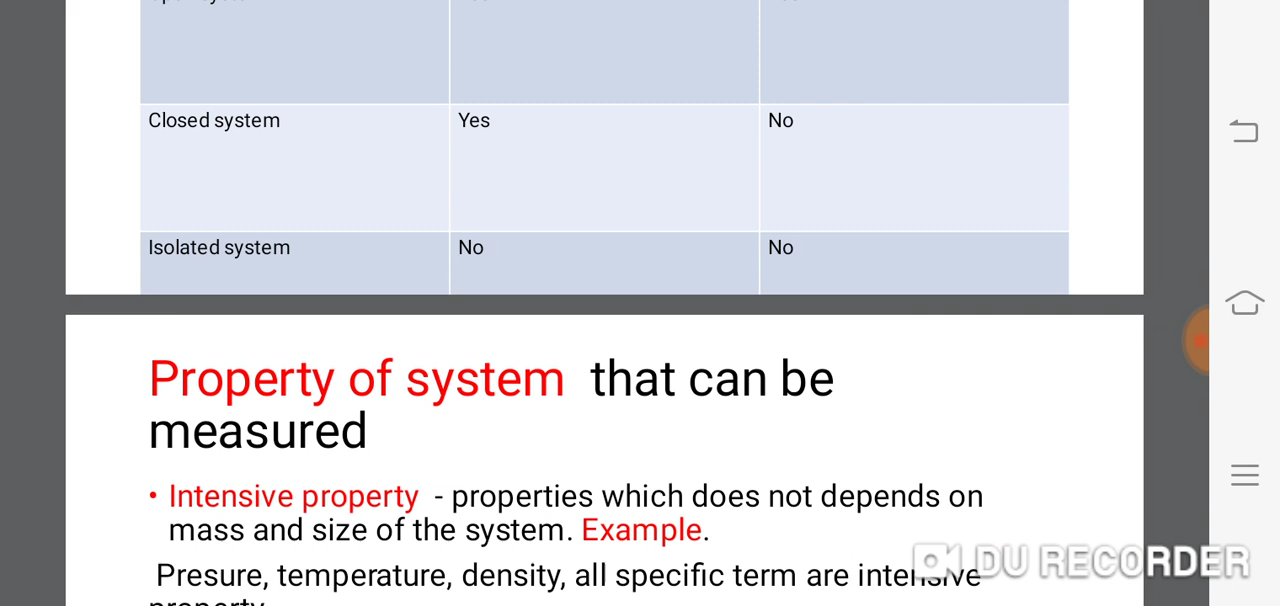 Closed system Yes No
Isolated system No No
Property of system that can be
measured
• Intensive property - properties which does not depends on
mass and size of the system. Example.
Presure, temperature, density, all specific term are intensive
DU RECORDER